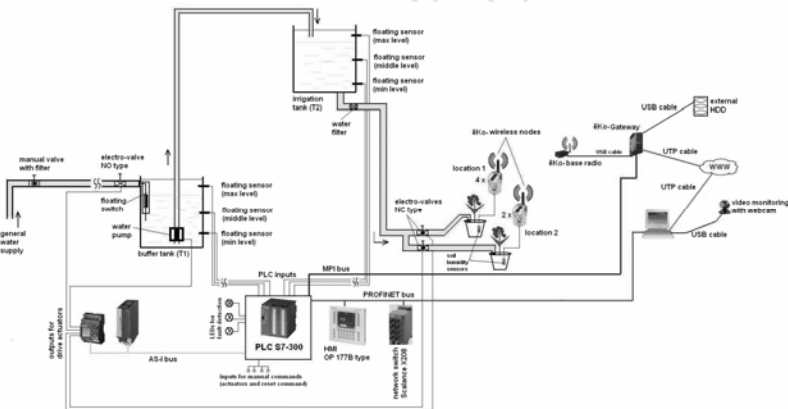 floating sensor
(max level)
floating sensor
(middle level)
floating sensor
(min level)
irrigation
tank (T2)
water
filter
manual valve
with filter
electro-valve
NO type
floating
switch
water
pump
general
water
supply
buffer tank (T1)
floating sensor
(max level)
floating sensor
(middle level)
floating sensor
(min level)
ēKo-wireless nodes
location 1
4 x
2 x
location 2
electro-valves
NC type
soil
humidity
sensors
ēKo-Gateway
USB cable
external
HDD
USB cable
ēKo-base radio
UTP cable
WWW
UTP cable
video monitoring
with webcam
USB cable
PLC inputs
MPI bus
PROFINET bus
LEDs for
fault detection
PLC S7-300
HMI
OP 177B type
network switch
Scalance X208
outputs for
drive actuators
AS-I bus
inputs for manual commands
(actuators and reset command)